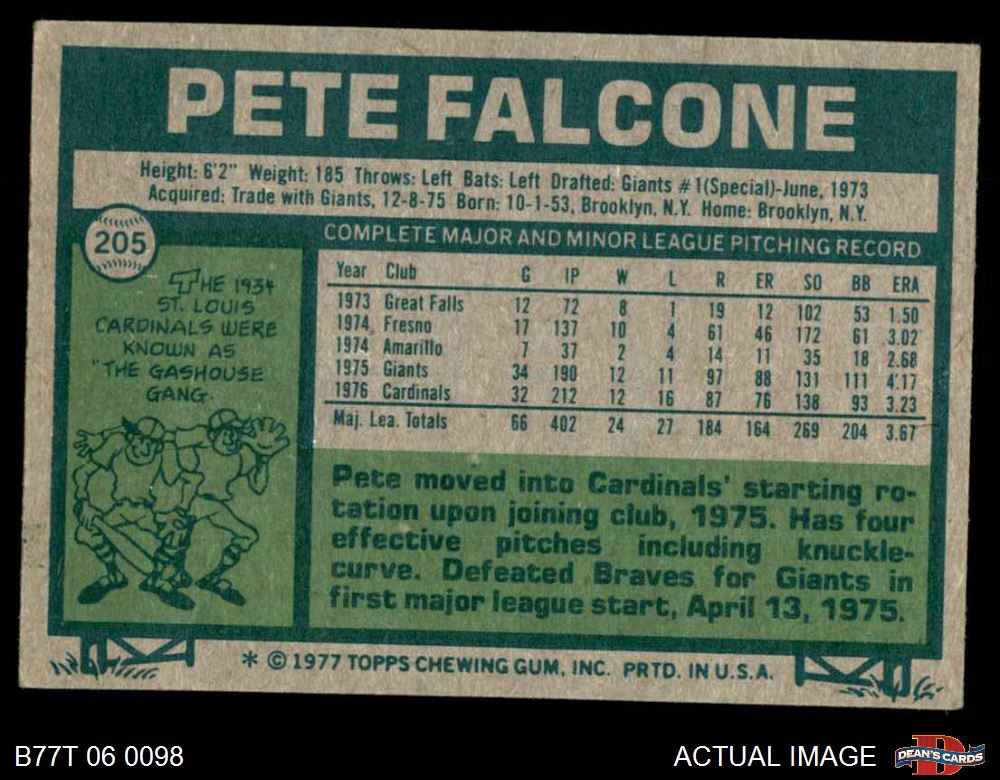 PETE FALCONE
Height: 6'2" Weight: 185 Throws: Left Bats: Left Drafted: Giants #1(Special)-June, 1973
Acquired: Trade with Giants, 12-8-75 Born: 10-1-53, Brooklyn, N.Y. Home: Brooklyn, N.Y.
205
THE 1934
ST. LOUIS
CARDINALS WERE
KNOWN AS
"THE GASHOUSE
GANG.
COMPLETE MAJOR AND MINOR LEAGUE PITCHING RECORD
Year Club G IP W L R ER SO BB ERA
1973 Great Falls 12 72 8 1 19 12 102 53 1.50
1974 Fresno 17 137 10 4 61 46 172 61 3.02
1974 Amarillo 7 37 2 4 14 11 35 18 2.68
1975 Giants 34 190 12 11 97 88 131 111 4.17
1976 Cardinals 32 212 12 16 87 76 138 93 3.23
Maj. Lea. Totals 66 402 24 27 184 164 269 204 3.67
Pete moved into Cardinals' starting ro-
tation upon joining club, 1975. Has four
effective pitches including knuckle-
curve. Defeated Braves for Giants in
first major league start, April 13, 1975.
* © 1977 TOPPS CHEWING GUM, INC. PRTD. IN U.S.A.
B77T 06 0098
ACTUAL IMAGE
D
DEAN'S CARDS